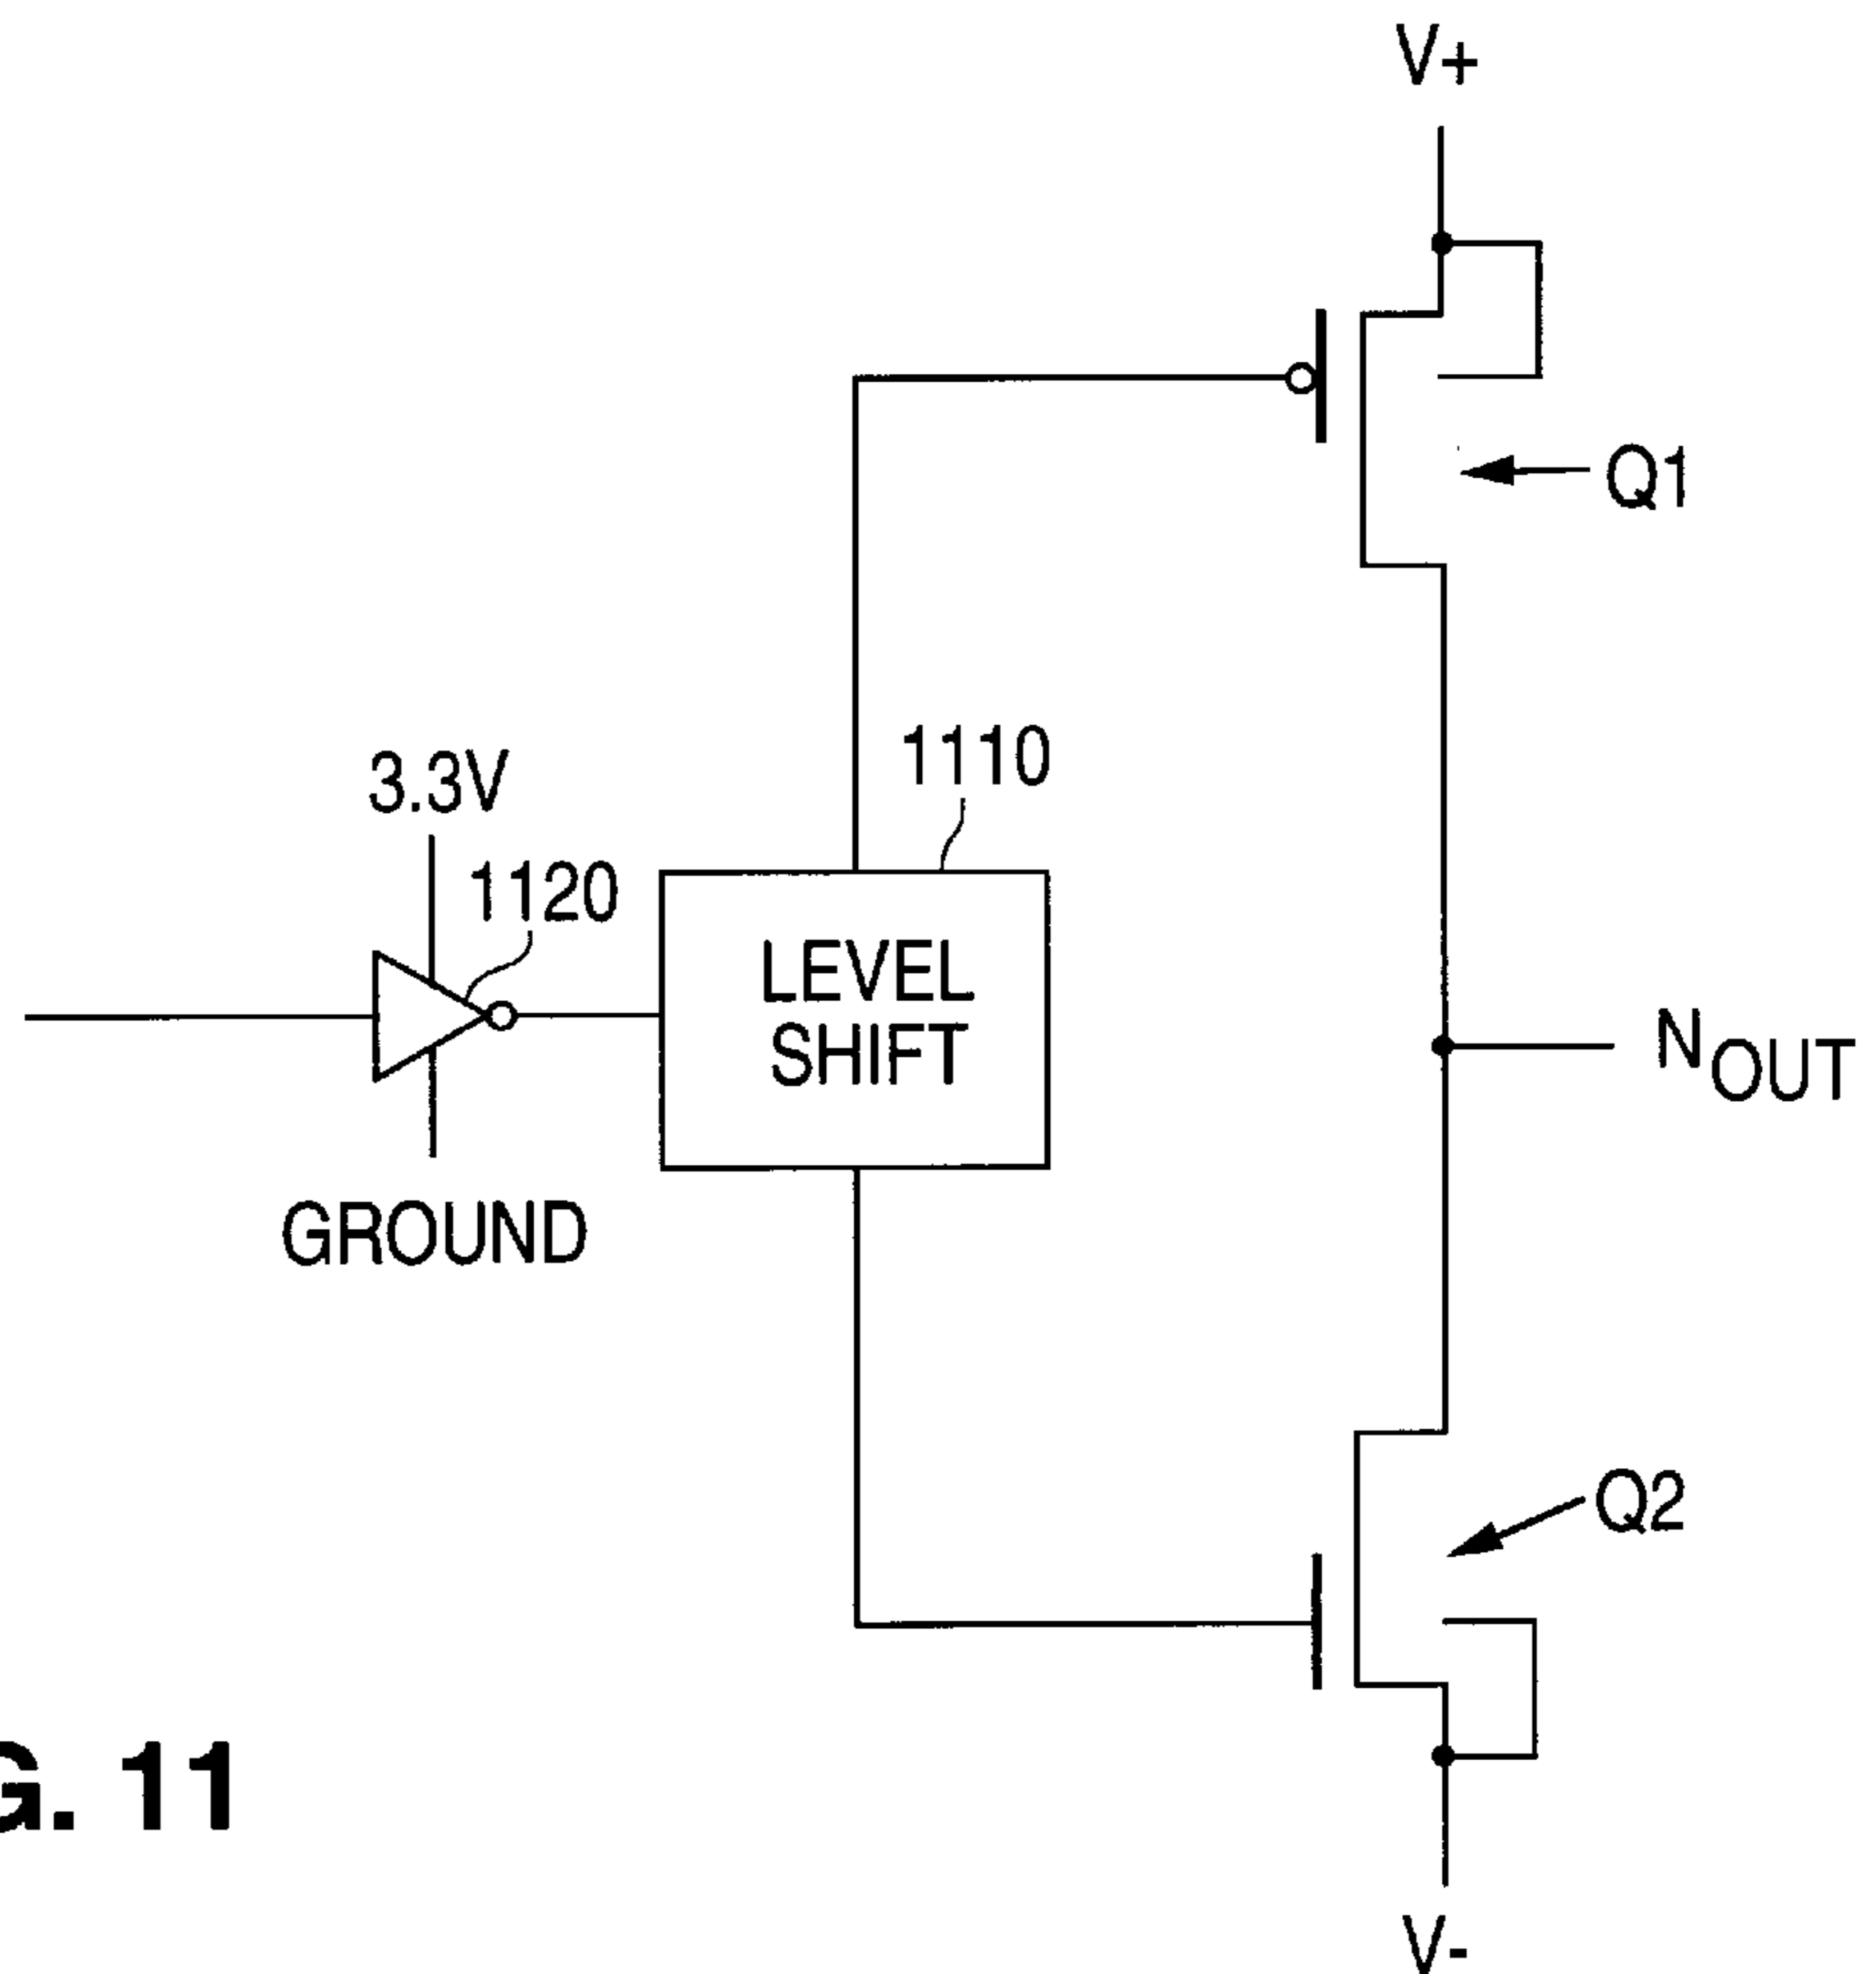 V+
Q1
1110
3.3V
1120
LEVEL
SHIFT
NOUT
GROUND
Q2
G. 11
V-